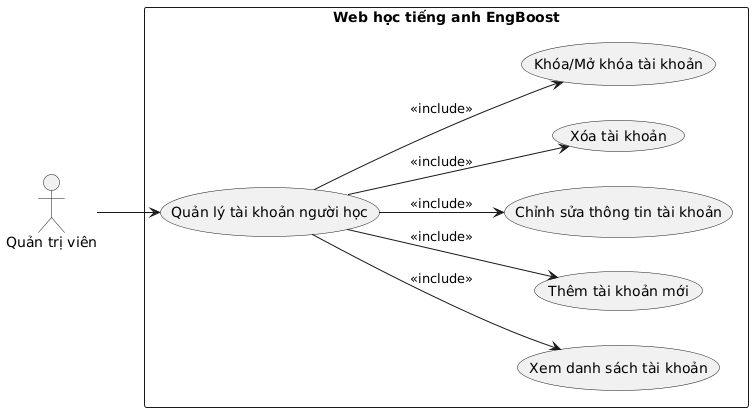 Web học tiếng anh EngBoost
Khóa/Mở khóa tài khoản
«include»
Xóa tài khoản
«include»
Quản lý tài khoản người học
«include»
Chỉnh sửa thông tin tài khoản
Quản trị viên
«include»
Thêm tài khoản mới
«include»
Xem danh sách tài khoản